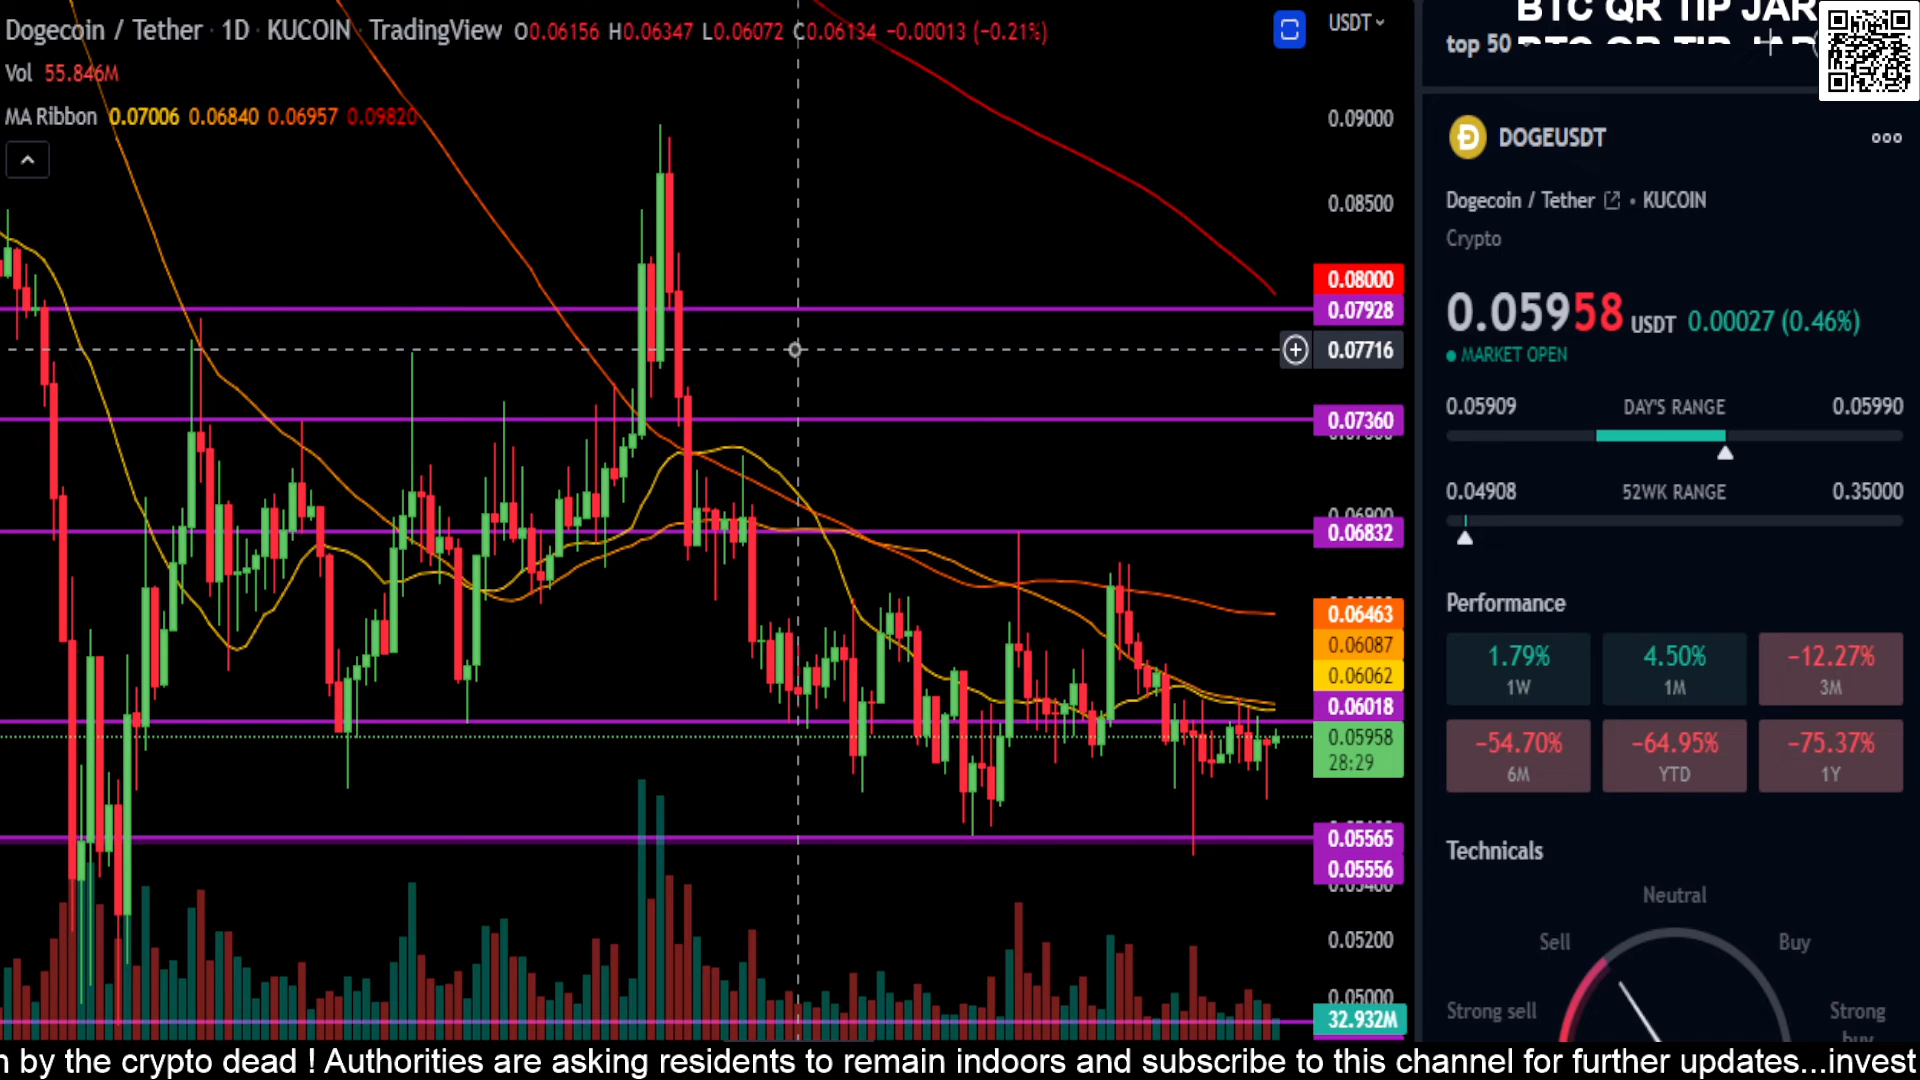 Dogecoin / Tether · 1D · KUCOIN · TradingView O0.06156 H0.06347 L0.06072 C0.06134 −0.00013 (−0.21%)
Vol 55.846M
MA Ribbon 0.07006 0.06840 0.06957 0.09820
USDT
0.09000
0.08500
0.08000
0.07928
0.07716
0.07360
0.06832
0.06463
0.06087
0.06062
0.06018
0.05958
28:29
0.05565
0.05556
0.05200
0.05000
32.932M
BTC QR TIP JAR
top 50
DOGEUSDT
Dogecoin / Tether • KUCOIN
Crypto
0.05958 USDT 0.00027 (0.46%)
MARKET OPEN
0.05909 DAY'S RANGE 0.05990
0.04908 52WK RANGE 0.35000
Performance
1.79% 4.50% −12.27%
1W 1M 3M
−54.70% −64.95% −75.37%
6M YTD 1Y
Technicals
Neutral
Sell Buy
Strong sell Strong
buy
n by the crypto dead ! Authorities are asking residents to remain indoors and subscribe to this channel for further updates...invest